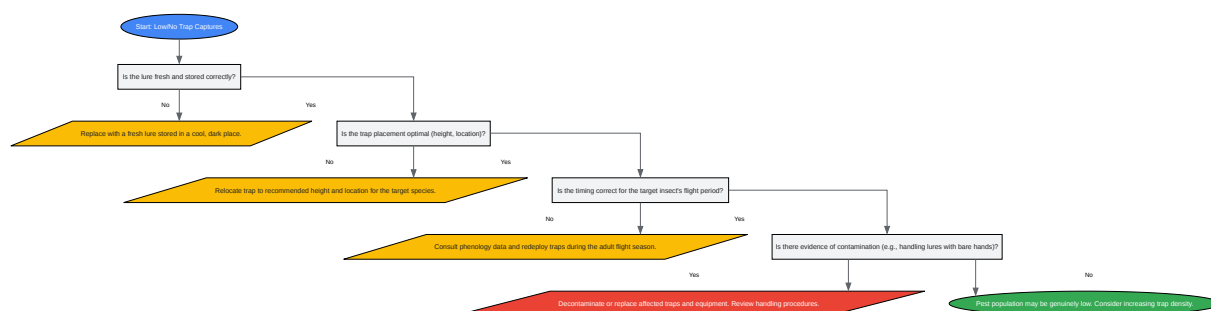 Start: Low/No Trap Captures
Is the lure fresh and stored correctly?
No
Yes
Replace with a fresh lure stored in a cool, dark place.
Is the trap placement optimal (height, location)?
No
Yes
Relocate trap to recommended height and location for the target species.
Is the timing correct for the target insect's flight period?
No
Yes
Consult phenology data and redeploy traps during the adult flight season.
Is there evidence of contamination (e.g., handling lures with bare hands)?
Yes
No
Decontaminate or replace affected traps and equipment. Review handling procedures.
Pest population may be genuinely low. Consider increasing trap density.